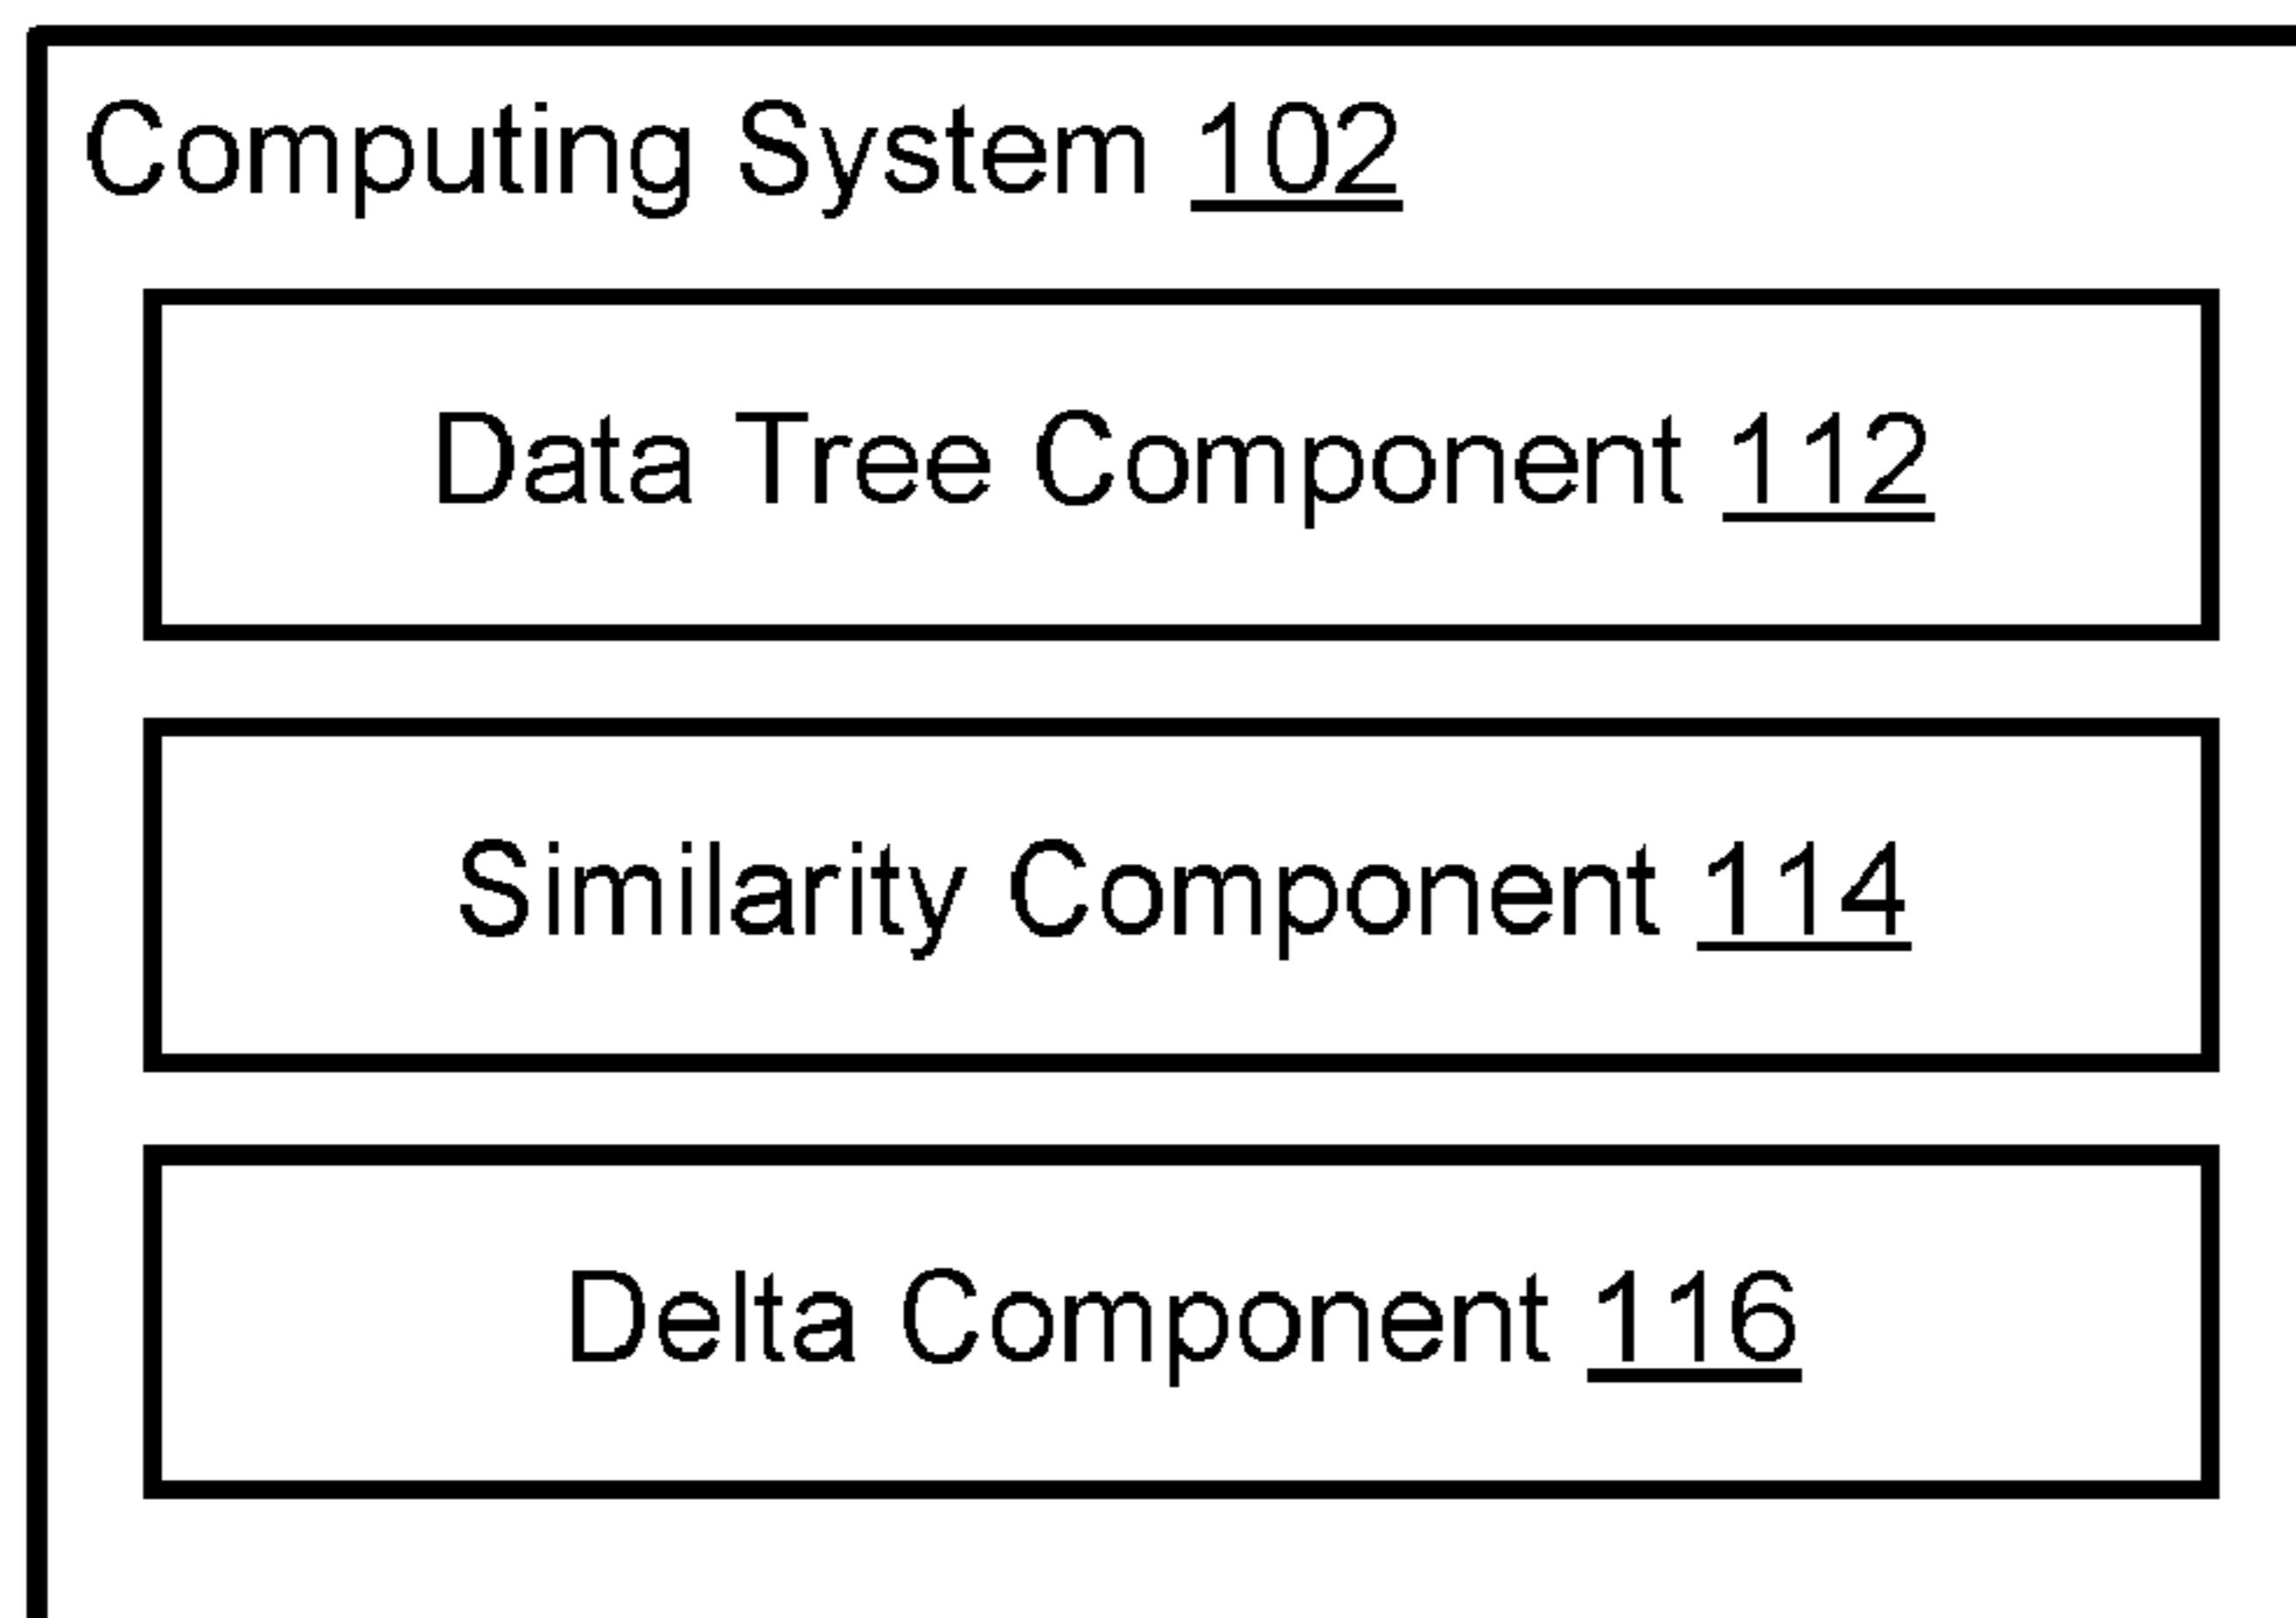 Computing System 102
Data Tree Component 112
Similarity Component 114
Delta Component 116